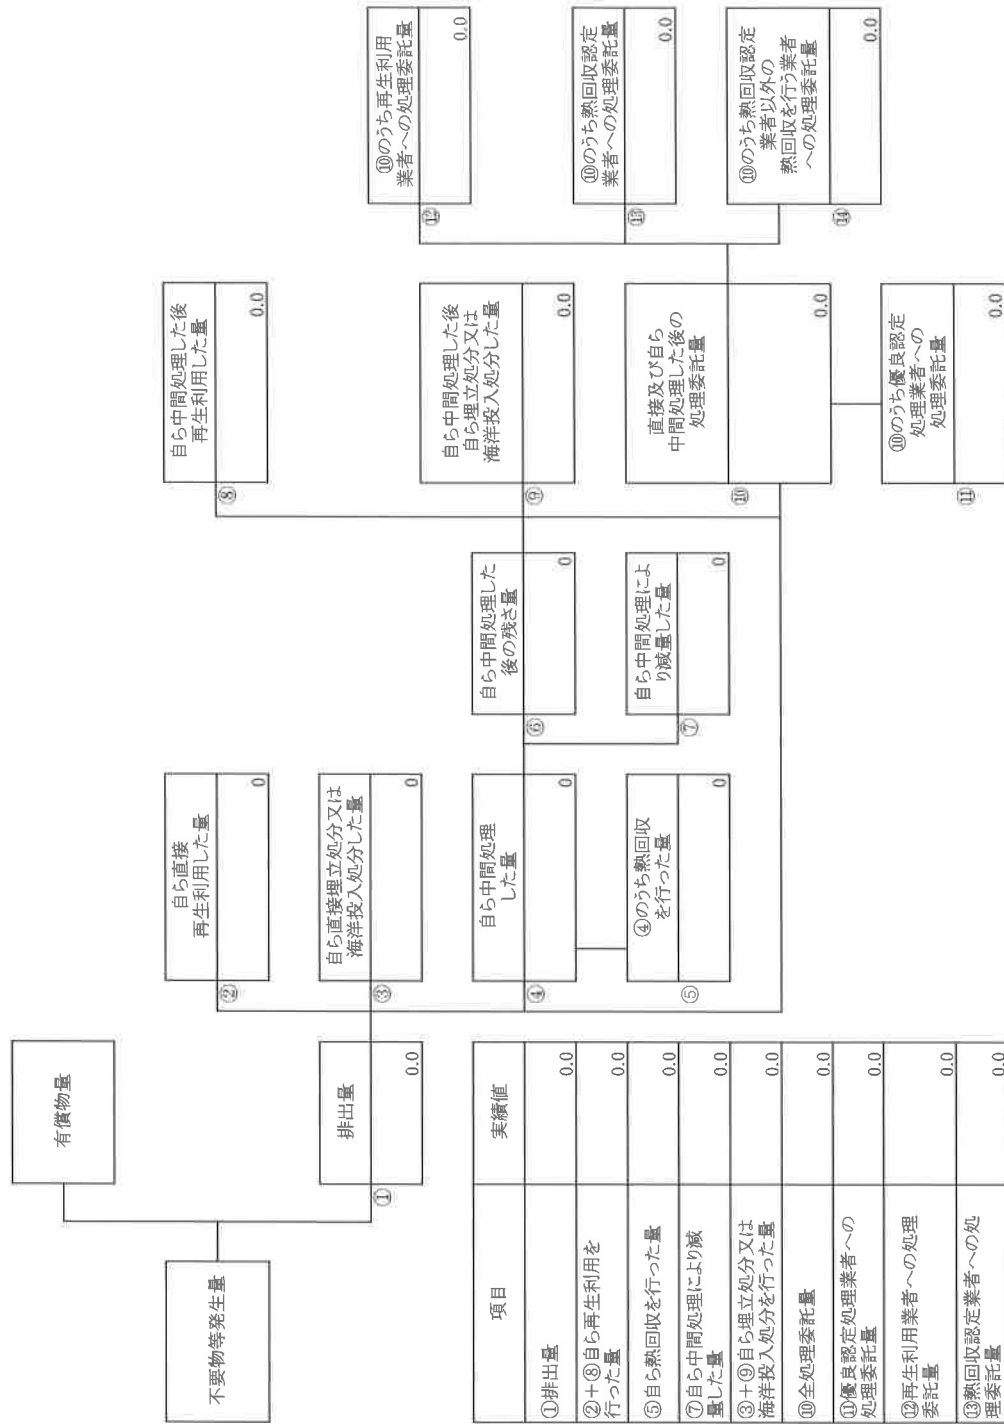 不要物等発生量
有償物量
①
排出量
0.0
②
自ら直接
再生利用した量
0
③
自ら直接埋立処分又は
海洋投入処分した量
0
④
自ら中間処理
した量
0
⑤
④のうち熱回収
を行った量
0
⑥
自ら中間処理した
後の残さ量
0
⑦
自ら中間処理によ
り減量した量
0
⑧
自ら中間処理した後
再生利用した量
0.0
⑨
自ら中間処理した後
自ら埋立処分又は
海洋投入処分した量
0.0
⑩
直接及び自ら
中間処理した後の
処理委託量
0.0
⑪
⑩のうち優良認定
処理業者への
処理委託量
0.0
⑫
⑩のうち再生利用
業者への処理委託量
0.0
⑬
⑩のうち熱回収認定
業者への処理委託量
0.0
⑭
⑩のうち熱回収認定
業者以外の
熱回収を行う業者
への処理委託量
0.0
項目 実績値
①排出量 0.0
②+⑧自ら再生利用を
行った量 0.0
⑤自ら熱回収を行った量 0.0
⑦自ら中間処理により減
量した量 0.0
③+⑨自ら埋立処分又は
海洋投入処分を行った量 0.0
⑩全処理委託量 0.0
⑪優良認定処理業者への
処理委託量 0.0
⑫再生利用業者への処理
委託量 0.0
⑬熱回収認定業者への処
理委託量 0.0